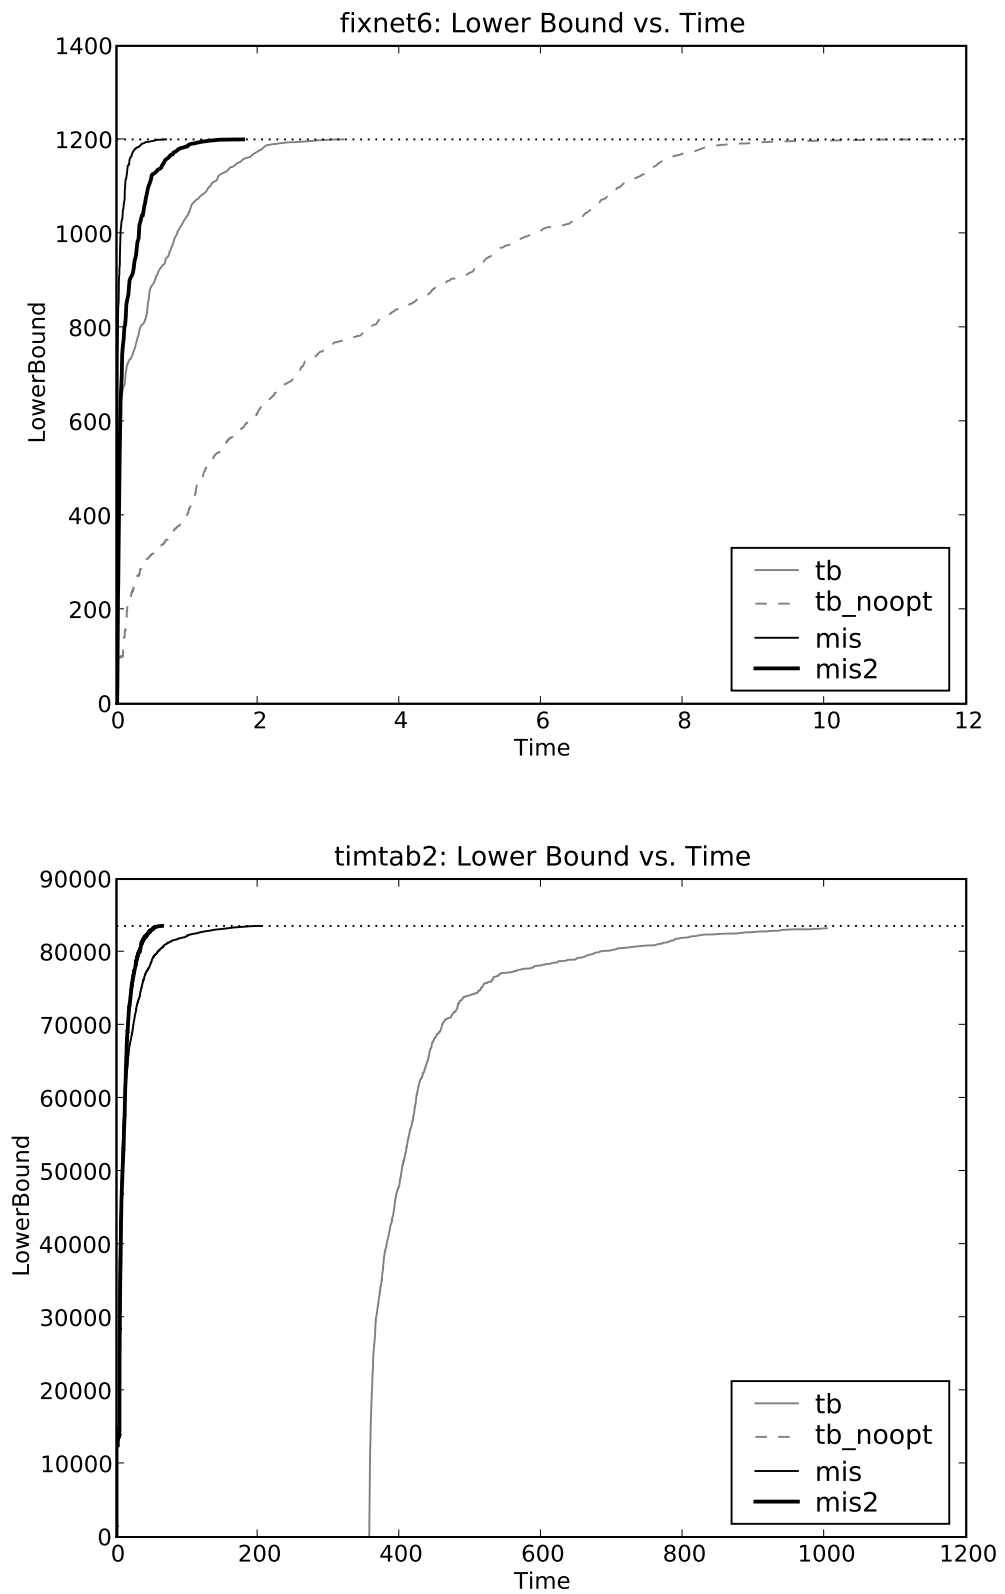 fixnet6: Lower Bound vs. Time
1400
1200
1000
800
600
400
200
0
LowerBound
tb
tb_noopt
mis
mis2
0 2 4 6 8 10 12
Time
timtab2: Lower Bound vs. Time
90000
80000
70000
60000
50000
40000
30000
20000
10000
0
LowerBound
tb
tb_noopt
mis
mis2
0 200 400 600 800 1000 1200
Time